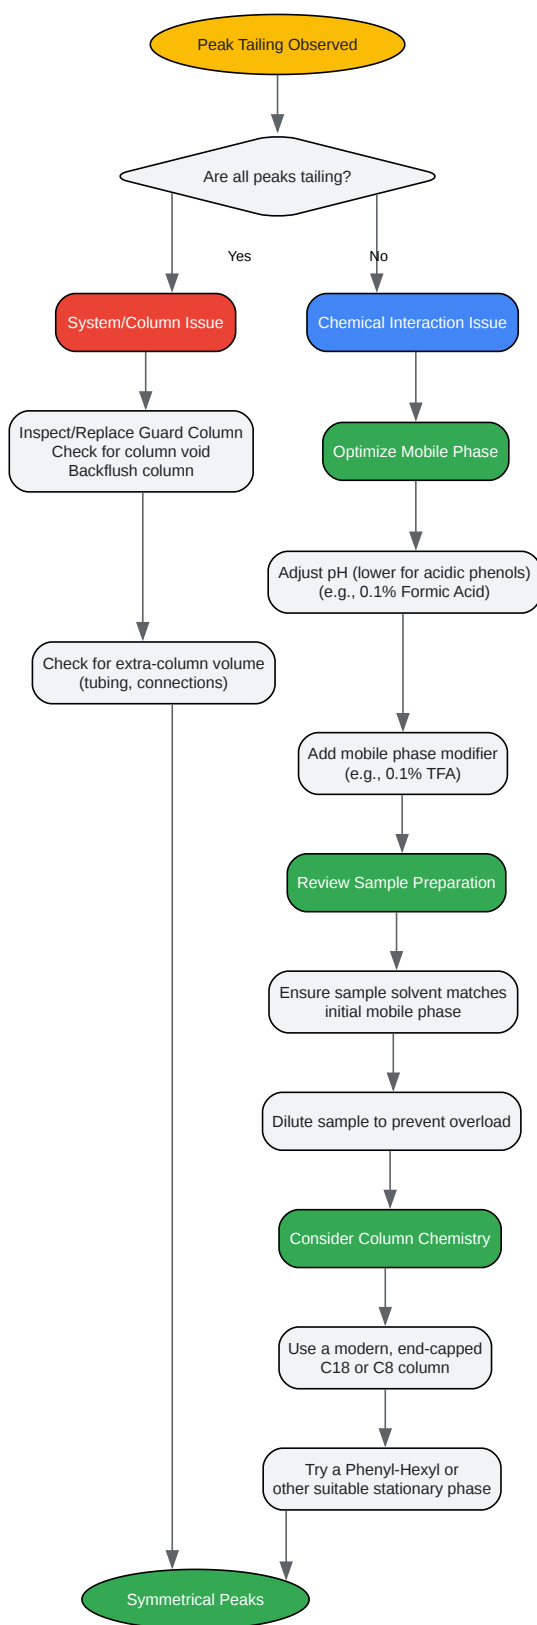 Peak Tailing Observed
Are all peaks tailing?
Yes
No
System/Column Issue
Chemical Interaction Issue
Inspect/Replace Guard Column
Check for column void
Backflush column
Optimize Mobile Phase
Adjust pH (lower for acidic phenols)
(e.g., 0.1% Formic Acid)
Check for extra-column volume
(tubing, connections)
Add mobile phase modifier
(e.g., 0.1% TFA)
Review Sample Preparation
Ensure sample solvent matches
initial mobile phase
Dilute sample to prevent overload
Consider Column Chemistry
Use a modern, end-capped
C18 or C8 column
Try a Phenyl-Hexyl or
other suitable stationary phase
Symmetrical Peaks